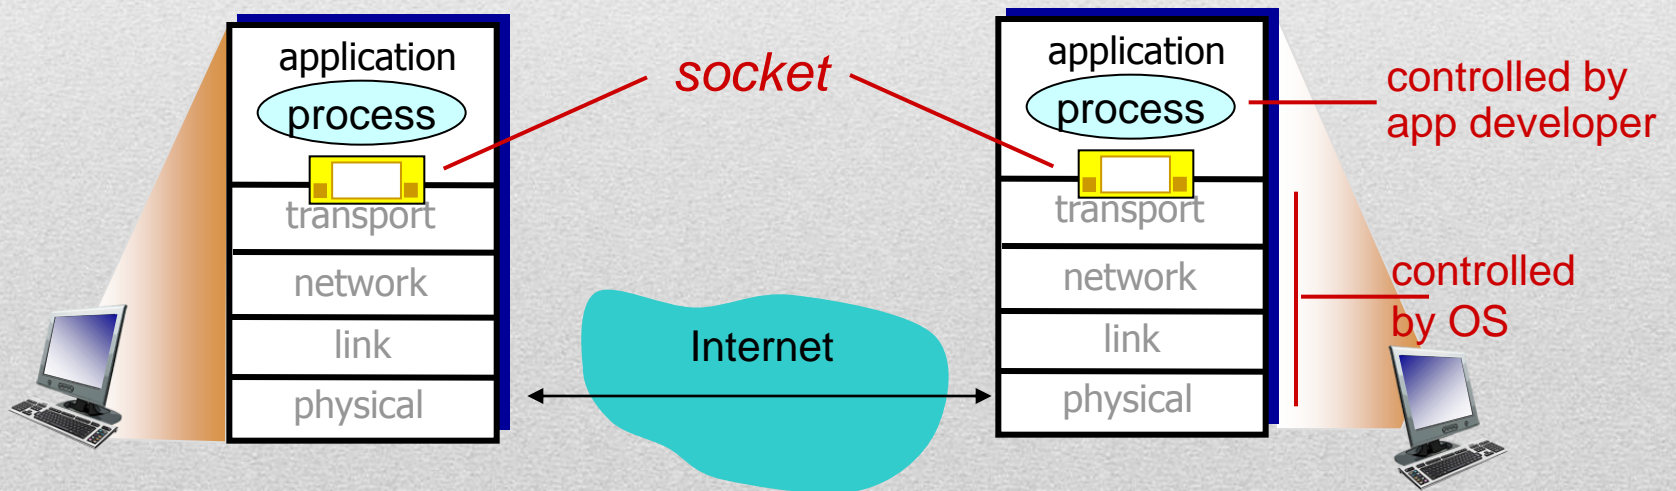 application
process
transport
network
link
physical
socket
Internet
application
process
transport
network
link
physical
controlled by
app developer
controlled
by OS